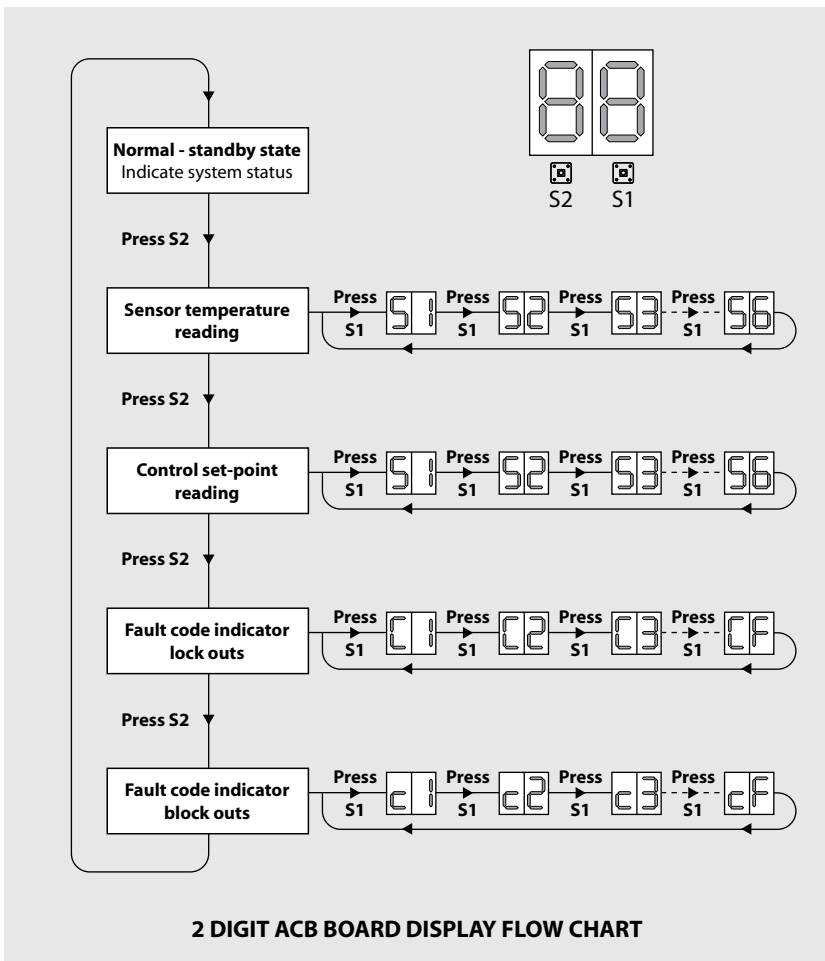 S2 S1
Normal - standby state
Indicate system status
Press S2
Sensor temperature
reading
Press Press Press Press
S1 S2 S3 S6
S1 S1 S1 S1
Press S2
Control set-point
reading
Press Press Press Press
S1 S2 S3 S6
S1 S1 S1 S1
Press S2
Fault code indicator
lock outs
Press Press Press Press
C1 C2 C3 CF
S1 S1 S1 S1
Press S2
Fault code indicator
block outs
Press Press Press Press
c1 c2 c3 cF
S1 S1 S1 S1
88
2 DIGIT ACB BOARD DISPLAY FLOW CHART